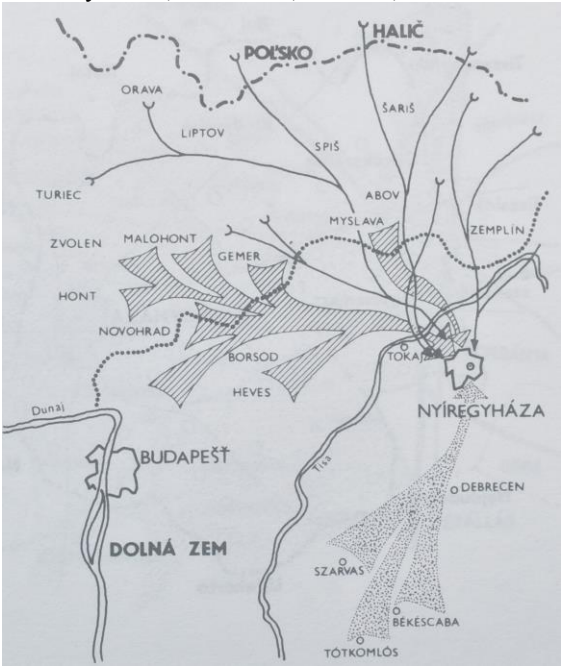 HALIČ
POĽSKO
ORAVA
ŠARIŠ
LIPTOV
SPIŠ
TURIEC
ABOV
MYSLAVA
ZEMPLÍN
ZVOLEN
MALOHONT
GEMER
HONT
NOVOHRAD
BORSOD
TOKAJ
HEVES
Dunaj
NYÍREGYHÁZA
BUDAPEŠŤ
Tisa
DEBRECEN
DOLNÁ ZEM
SZARVAS
BÉKÉSCABA
TÓTKOMLÓS